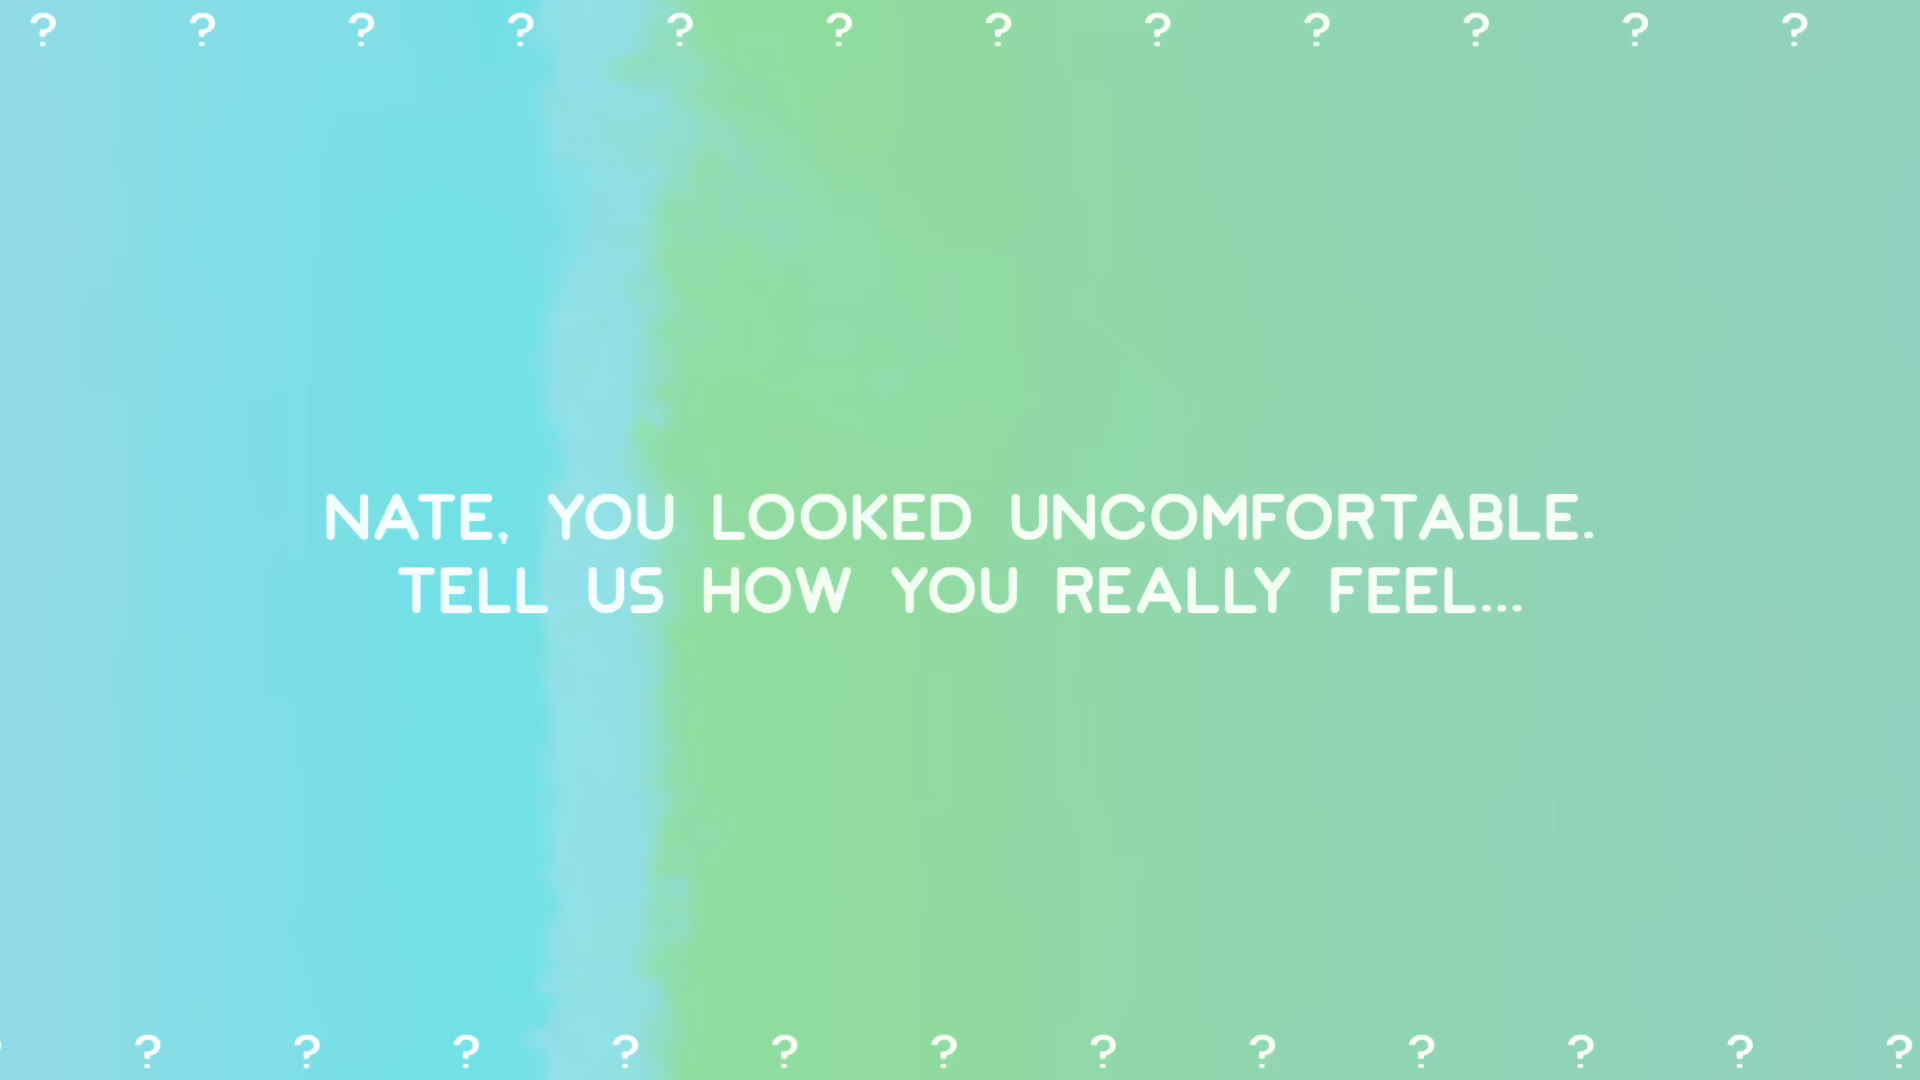 ? ? ? ? ? ? ? ? ? ? ? ?
NATE, YOU LOOKED UNCOMFORTABLE.
TELL US HOW YOU REALLY FEEL...
? ? ? ? ? ? ? ? ? ? ? ?